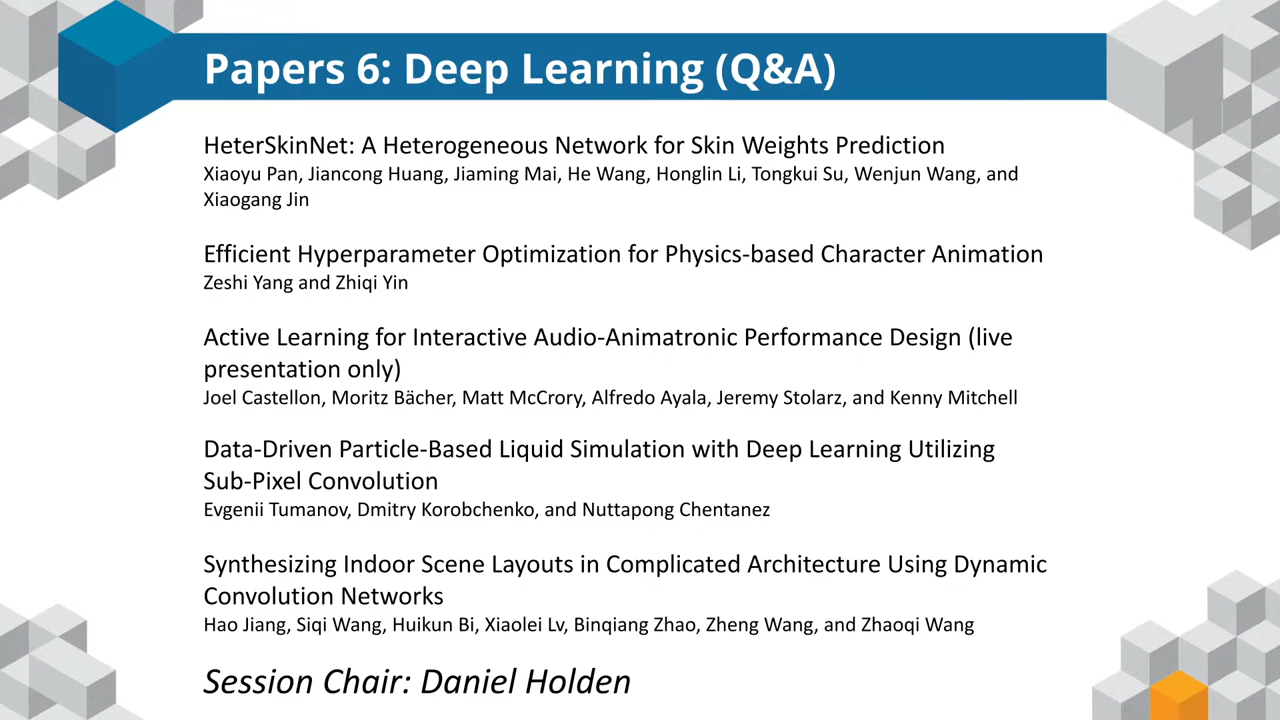 Papers 6: Deep Learning (Q&A)
HeterSkinNet: A Heterogeneous Network for Skin Weights Prediction
Xiaoyu Pan, Jiancong Huang, Jiaming Mai, He Wang, Honglin Li, Tongkui Su, Wenjun Wang, and
Xiaogang Jin
Efficient Hyperparameter Optimization for Physics-based Character Animation
Zeshi Yang and Zhiqi Yin
Active Learning for Interactive Audio-Animatronic Performance Design (live
presentation only)
Joel Castellon, Moritz Bächer, Matt McCrory, Alfredo Ayala, Jeremy Stolarz, and Kenny Mitchell
Data-Driven Particle-Based Liquid Simulation with Deep Learning Utilizing
Sub-Pixel Convolution
Evgenii Tumanov, Dmitry Korobchenko, and Nuttapong Chentanez
Synthesizing Indoor Scene Layouts in Complicated Architecture Using Dynamic
Convolution Networks
Hao Jiang, Siqi Wang, Huikun Bi, Xiaolei Lv, Binqiang Zhao, Zheng Wang, and Zhaoqi Wang
Session Chair: Daniel Holden